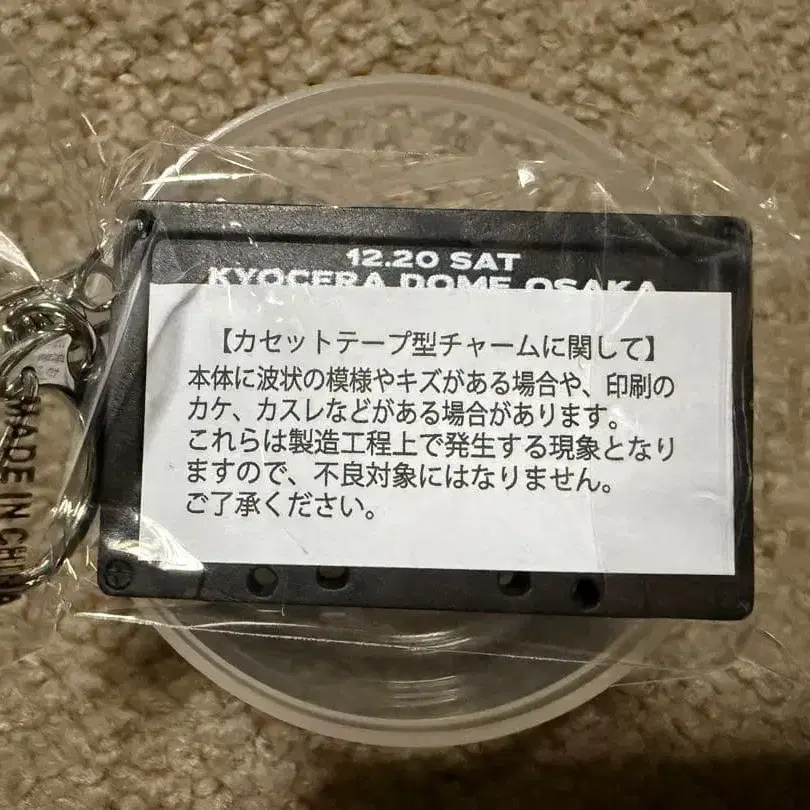 12.20 SAT
KYOCERA DOME OSAKA
【カセットテープ型チャームに関して】
本体に波状の模様やキズがある場合や、印刷の
カケ、カスレなどがある場合があります。
これらは製造工程上で発生する現象となり
ますので、不良対象にはなりません。
ご了承ください。
MADE IN CHINA